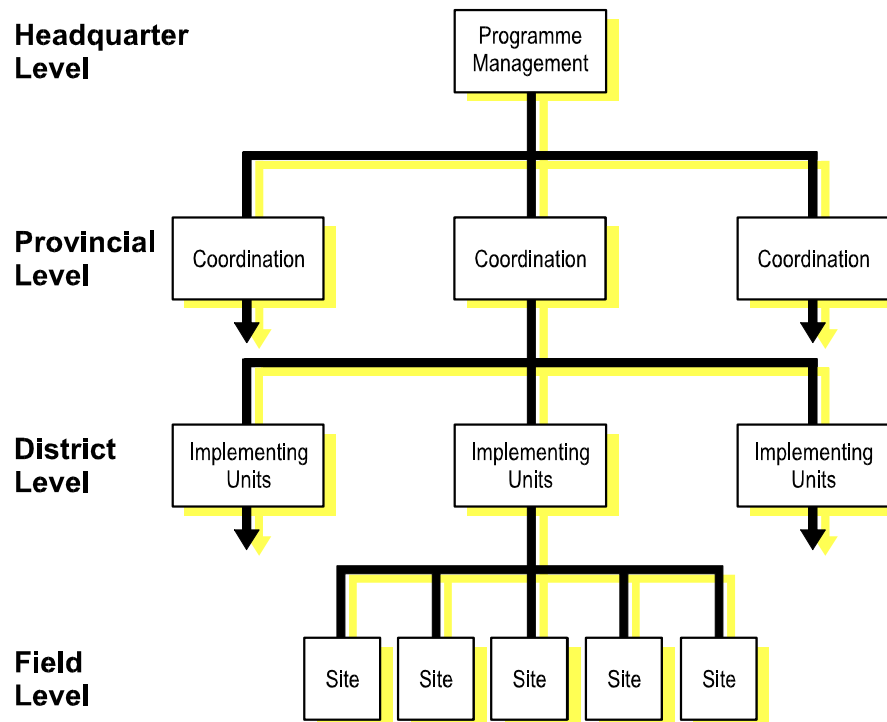 Headquarter
Level
Programme
Management
Provincial
Level
Coordination
Coordination
Coordination
District
Level
Implementing
Units
Implementing
Units
Implementing
Units
Field
Level
Site
Site
Site
Site
Site